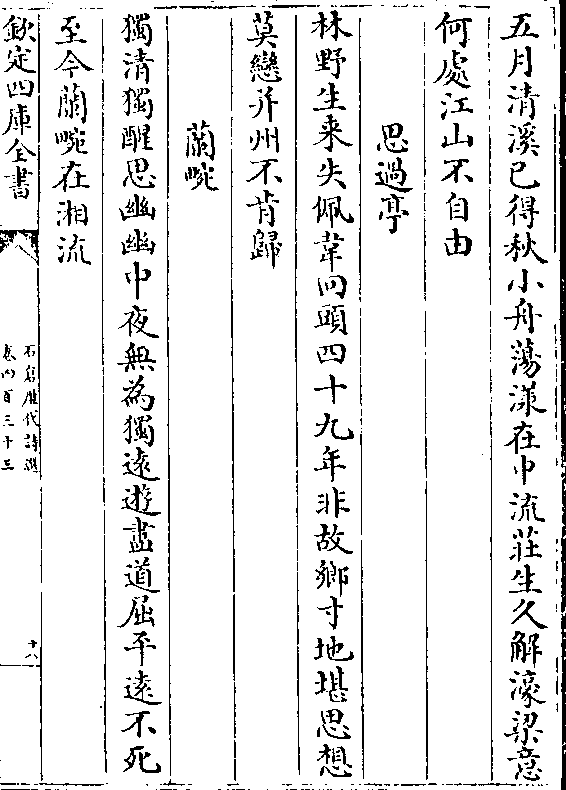 五月清溪已得秋小舟蕩漾在中流莊生久解濠梁意
何處江山不自由
思過亭
林野生来失佩韋回頭四十九年非故鄉寸地堪思想
莫戀并州不肯歸
蘭畹
獨清獨醒思幽幽中夜無為獨遠遊盡道屈平遠不死
至今蘭畹在湘流
欽定四庫全書
石倉歴代詩選
卷四百三十三
十八